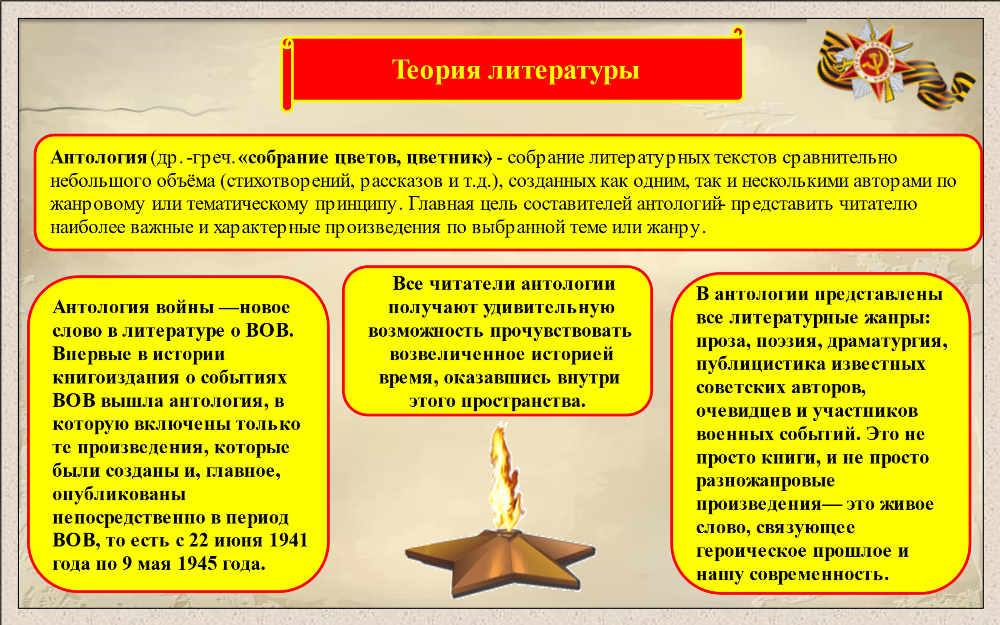 Теория литературы
Антология (др.-греч. «собрание цветов, цветник») - собрание литературных текстов сравнительно
небольшого объёма (стихотворений, рассказов и т.д.), созданных как одним, так и несколькими авторами по
жанровому или тематическому принципу. Главная цель составителей антологий- представить читателю
наиболее важные и характерные произведения по выбранной теме или жанру.
Антология войны —новое
слово в литературе о ВОВ.
Впервые в истории
книгоиздания о событиях
ВОВ вышла антология, в
которую включены только
те произведения, которые
были созданы и, главное,
опубликованы
непосредственно в период
ВОВ, то есть с 22 июня 1941
года по 9 мая 1945 года.
Все читатели антологии
получают удивительную
возможность прочувствовать
возвеличенное историей
время, оказавшись внутри
этого пространства.
В антологии представлены
все литературные жанры:
проза, поэзия, драматургия,
публицистика известных
советских авторов,
очевидцев и участников
военных событий. Это не
просто книги, и не просто
разножанровые
произведения— это живое
слово, связующее
героическое прошлое и
нашу современность.